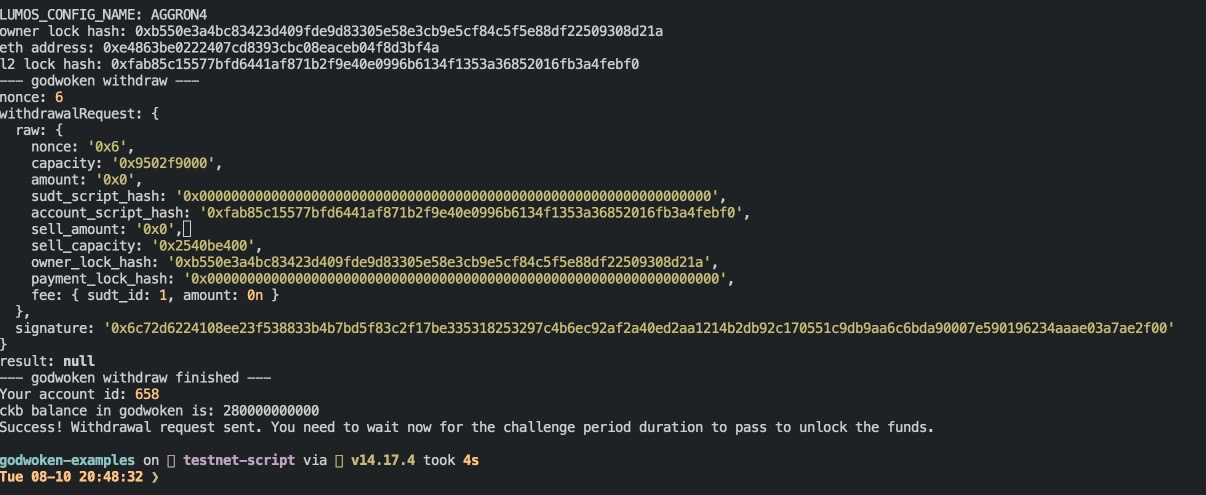 LUMOS_CONFIG_NAME: AGGRON4
owner lock hash: 0xb550e3a4bc83423d409fde9d83305e58e3cb9e5cf84c5f5e88df22509308d21a
eth address: 0xe4863be0222407cd8393cbc08eaceb04f8d3bf4a
l2 lock hash: 0xfab85c15577bfd6441af871b2f9e40e0996b6134f1353a36852016fb3a4febf0
--- godwoken withdraw ---
nonce: 6
withdrawalRequest: {
  raw: {
    nonce: '0x6',
    capacity: '0x9502f9000',
    amount: '0x0',
    sudt_script_hash: '0x0000000000000000000000000000000000000000000000000000000000000000',
    account_script_hash: '0xfab85c15577bfd6441af871b2f9e40e0996b6134f1353a36852016fb3a4febf0',
    sell_amount: '0x0',
    sell_capacity: '0x2540be400',
    owner_lock_hash: '0xb550e3a4bc83423d409fde9d83305e58e3cb9e5cf84c5f5e88df22509308d21a',
    payment_lock_hash: '0x0000000000000000000000000000000000000000000000000000000000000000',
    fee: { sudt_id: 1, amount: 0n }
  },
  signature: '0x6c72d6224108ee23f538833b4b7bd5f83c2f17be335318253297c4b6ec92af2a40ed2aa1214b2db92c170551c9db9aa6c6bda90007e590196234aaae03a7ae2f00'
}
result: null
--- godwoken withdraw finished ---
Your account id: 658
ckb balance in godwoken is: 280000000000
Success! Withdrawal request sent. You need to wait now for the challenge period duration to pass to unlock the funds.
godwoken-examples on testnet-script via v14.17.4 took 4s
Tue 08-10 20:48:32 ❯